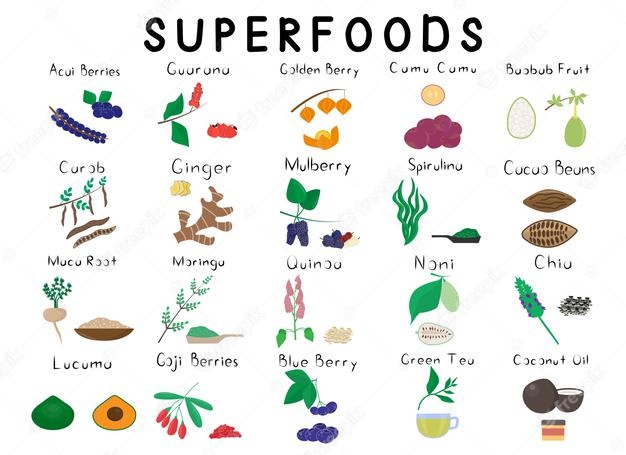 SUPERFOODS
Acai Berries Guarana Golden Berry Camu Camu Baobab Fruit
Carob Ginger Mulberry Spirulina Cacao Beans
Maca Root Moringa Quinoa Noni Chia
Lucuma Goji Berries Blue Berry Green Tea Coconut Oil